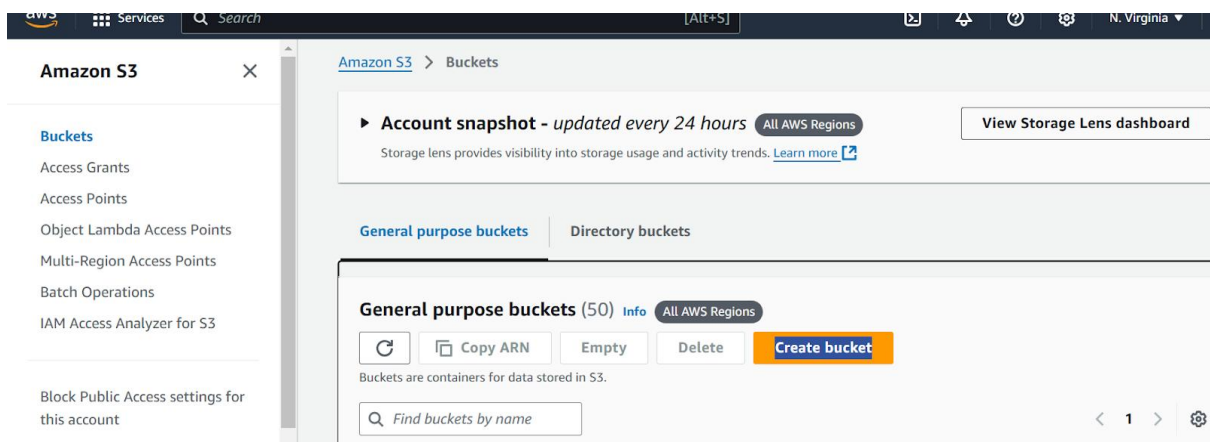 aws
Services
Search
[Alt+S]
N. Virginia
Amazon S3
Buckets
Access Grants
Access Points
Object Lambda Access Points
Multi-Region Access Points
Batch Operations
IAM Access Analyzer for S3
Block Public Access settings for
this account
Amazon S3 > Buckets
Account snapshot - updated every 24 hours All AWS Regions
View Storage Lens dashboard
Storage lens provides visibility into storage usage and activity trends. Learn more
General purpose buckets
Directory buckets
General purpose buckets (50) Info All AWS Regions
Copy ARN
Empty
Delete
Create bucket
Buckets are containers for data stored in S3.
Find buckets by name
< 1 >